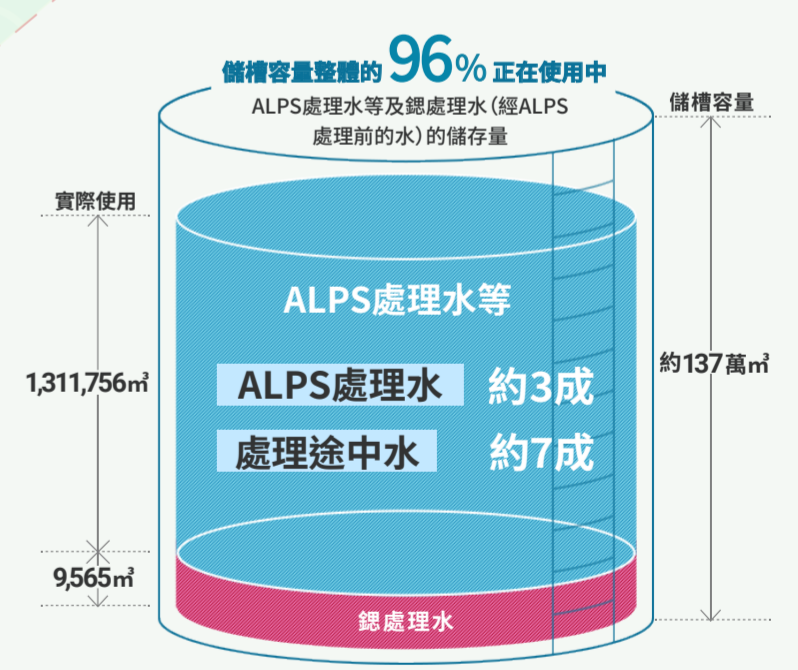 儲槽容量整體的96%正在使用中
ALPS處理水等及鍶處理水(經ALPS
處理前的水)的儲存量
儲槽容量
實際使用
ALPS處理水等
約137萬㎥
1,311,756㎥
ALPS處理水 約3成
處理途中水 約7成
9,565㎥
鍶處理水